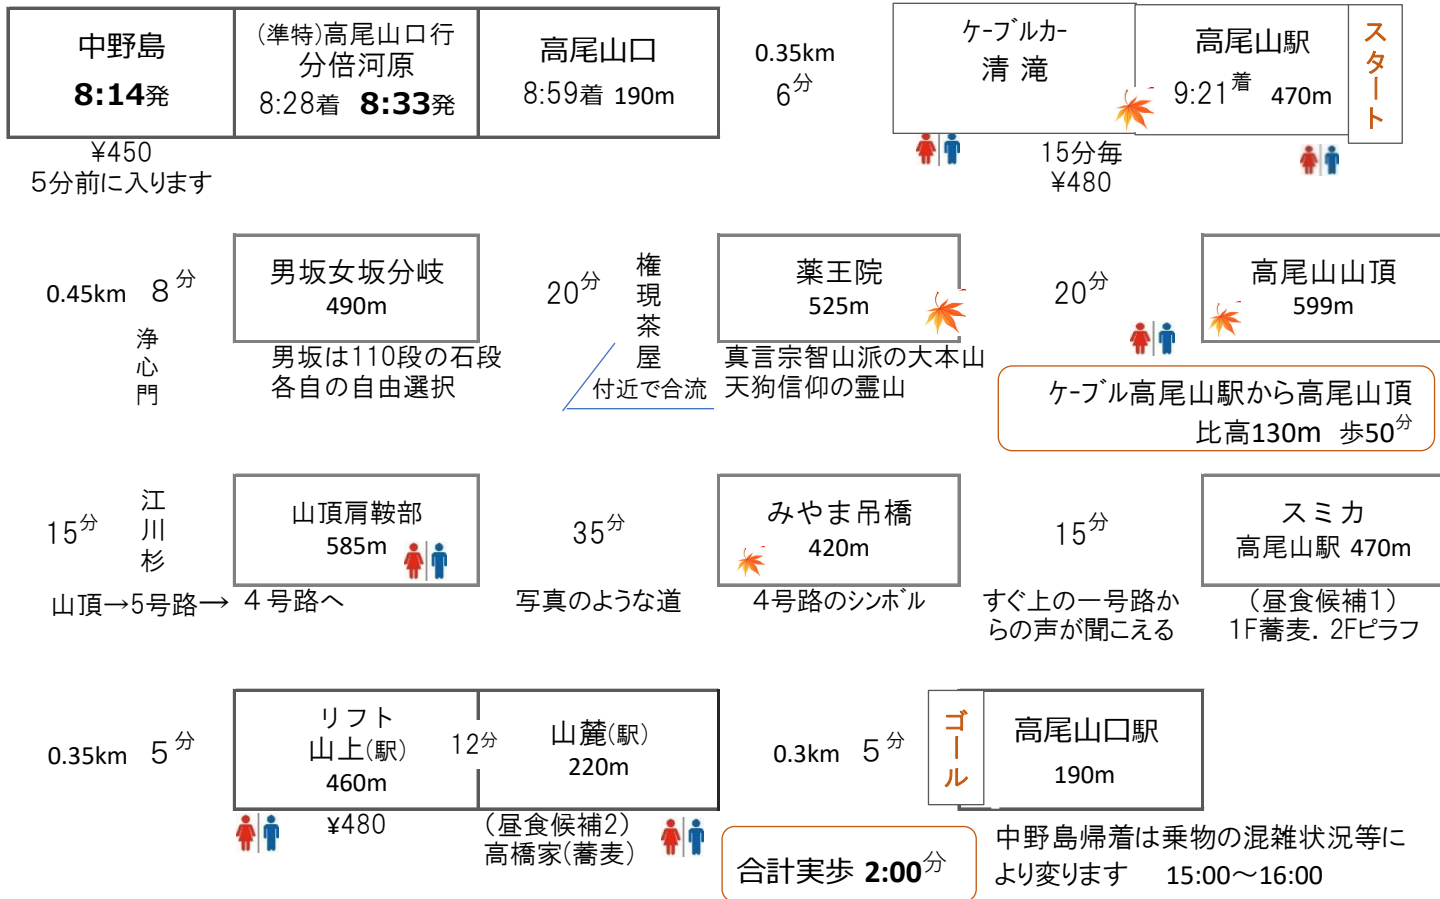 中野島
8:14発
(準特)高尾山口行
分倍河原
8:28着 8:33発
高尾山口
8:59着 190m
0.35km
6分
ケーブルカー
清 滝
高尾山駅
9:21着 470m
スタート
¥450
5分前に入ります
15分毎
¥480
0.45km 8分
浄心門
男坂女坂分岐
490m
男坂は110段の石段
各自の自由選択
20分
権現茶屋
付近で合流
薬王院
525m
真言宗智山派の大本山
天狗信仰の霊山
20分
高尾山山頂
599m
ケーブル高尾山駅から高尾山頂
比高130m 歩50分
15分
江川杉
山頂肩鞍部
585m
山頂→5号路→ 4号路へ
35分
写真のような道
みやま吊橋
420m
4号路のシンボル
15分
すぐ上の一号路か
らの声が聞こえる
スミカ
高尾山駅 470m
(昼食候補1)
1F蕎麦. 2Fピラフ
0.35km 5分
リフト
山上(駅)
460m
¥480
12分
山麓(駅)
220m
(昼食候補2)
高橋家(蕎麦)
0.3km 5分
ゴール
高尾山口駅
190m
合計実歩 2:00分
中野島帰着は乗物の混雑状況等に
より変ります 15:00～16:00